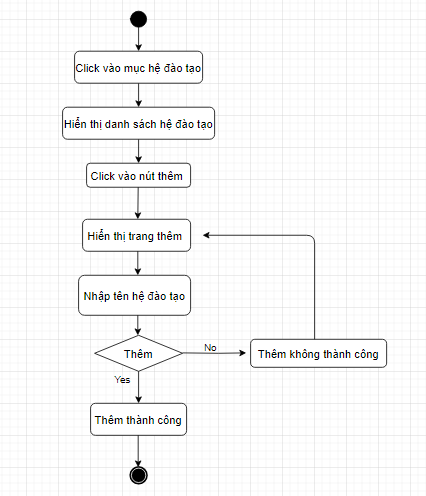 Click vào mục hệ đào tạo
Hiển thị danh sách hệ đào tạo
Click vào nút thêm
Hiển thị trang thêm
Nhập tên hệ đào tạo
Thêm
No
Thêm không thành công
Yes
Thêm thành công